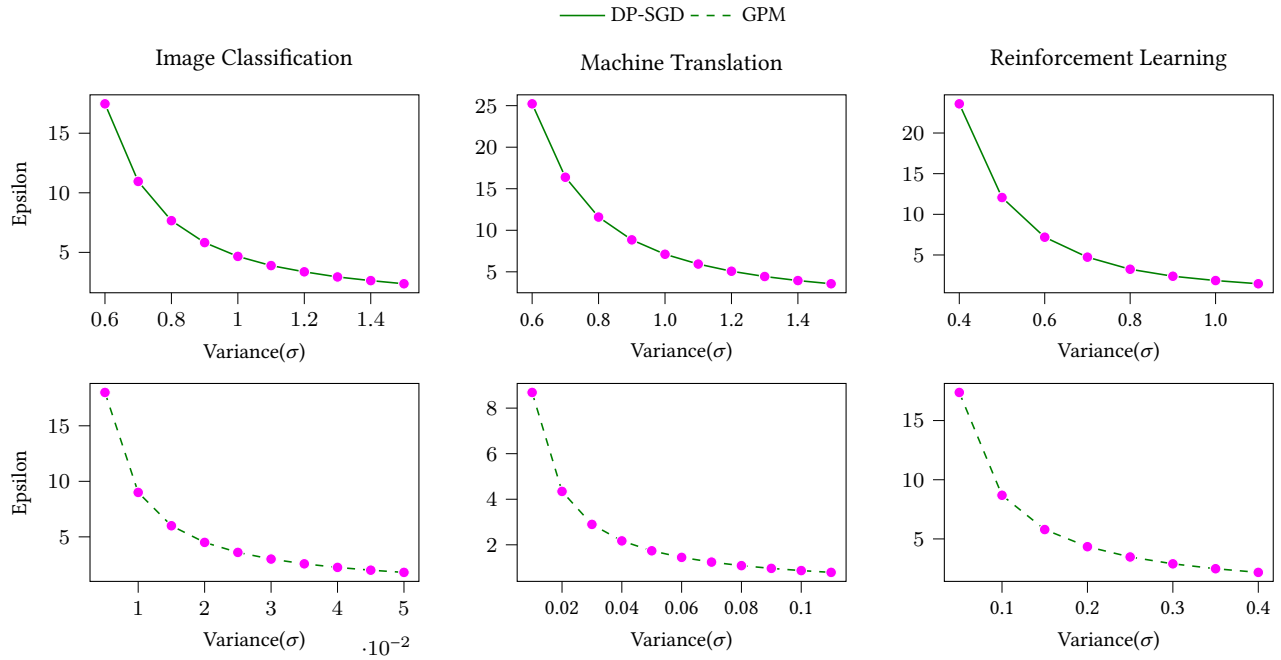 DP-SGD GPM
Image Classification
Machine Translation
Reinforcement Learning
Epsilon
15
10
5
0.6 0.8 1 1.2 1.4
Variance(σ)
25
20
15
10
5
0.6 0.8 1.0 1.2 1.4
Variance(σ)
20
15
10
5
0.4 0.6 0.8 1.0
Variance(σ)
Epsilon
15
10
5
1 2 3 4 5
Variance(σ)
·10⁻²
8
6
4
2
0.02 0.04 0.06 0.08 0.1
Variance(σ)
15
10
5
0.1 0.2 0.3 0.4
Variance(σ)